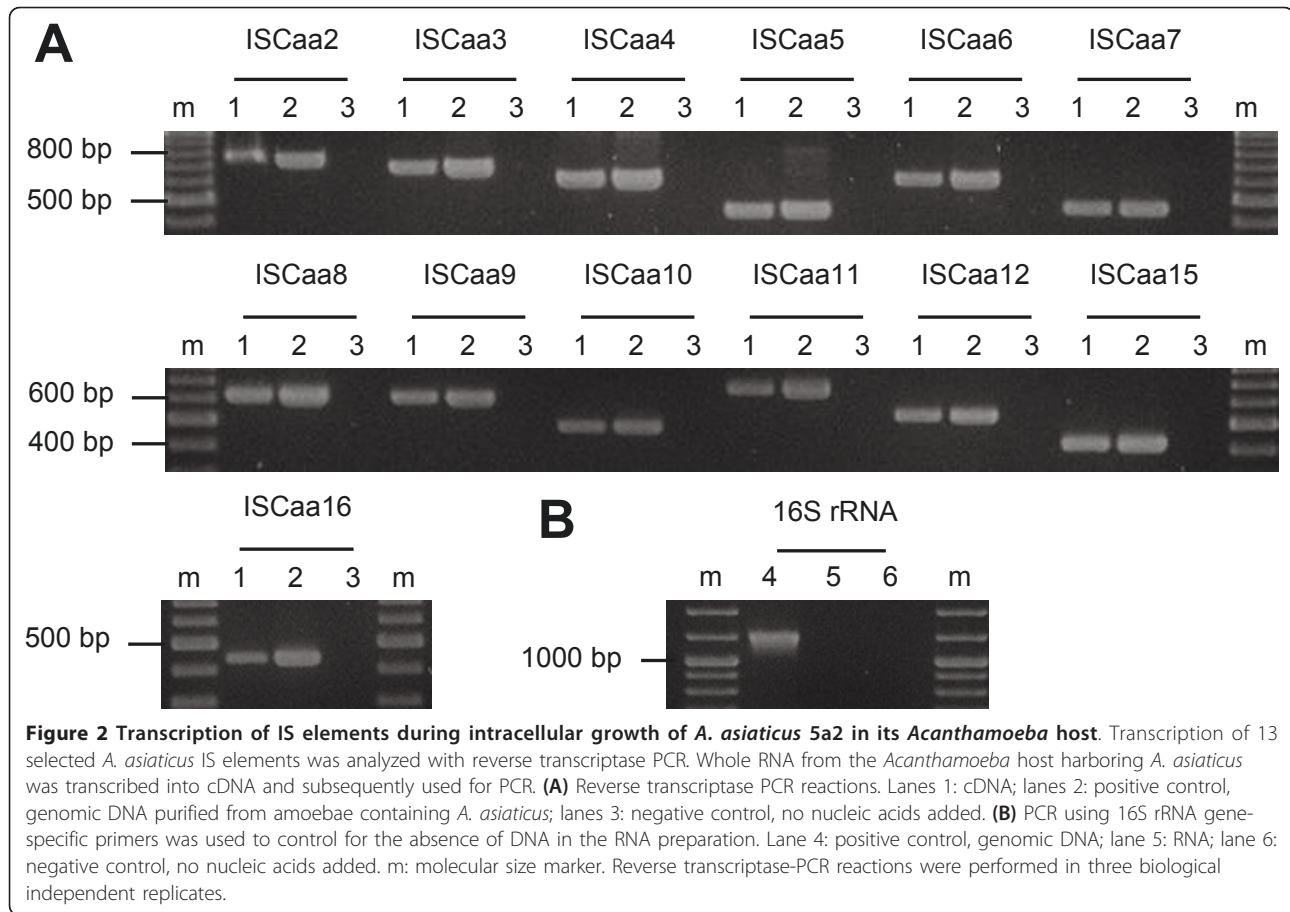 A
ISCaa2 ISCaa3 ISCaa4 ISCaa5 ISCaa6 ISCaa7
m 1 2 3 1 2 3 1 2 3 1 2 3 1 2 3 1 2 3 m
800 bp
500 bp
ISCaa8 ISCaa9 ISCaa10 ISCaa11 ISCaa12 ISCaa15
m 1 2 3 1 2 3 1 2 3 1 2 3 1 2 3 1 2 3 m
600 bp
400 bp
ISCaa16
m 1 2 3 m
500 bp
B
16S rRNA
m 4 5 6 m
1000 bp
Figure 2 Transcription of IS elements during intracellular growth of A. asiaticus 5a2 in its Acanthamoeba host. Transcription of 13
selected A. asiaticus IS elements was analyzed with reverse transcriptase PCR. Whole RNA from the Acanthamoeba host harboring A. asiaticus
was transcribed into cDNA and subsequently used for PCR. (A) Reverse transcriptase PCR reactions. Lanes 1: cDNA; lanes 2: positive control,
genomic DNA purified from amoebae containing A. asiaticus; lanes 3: negative control, no nucleic acids added. (B) PCR using 16S rRNA gene-
specific primers was used to control for the absence of DNA in the RNA preparation. Lane 4: positive control, genomic DNA; lane 5: RNA; lane 6:
negative control, no nucleic acids added. m: molecular size marker. Reverse transcriptase-PCR reactions were performed in three biological
independent replicates.